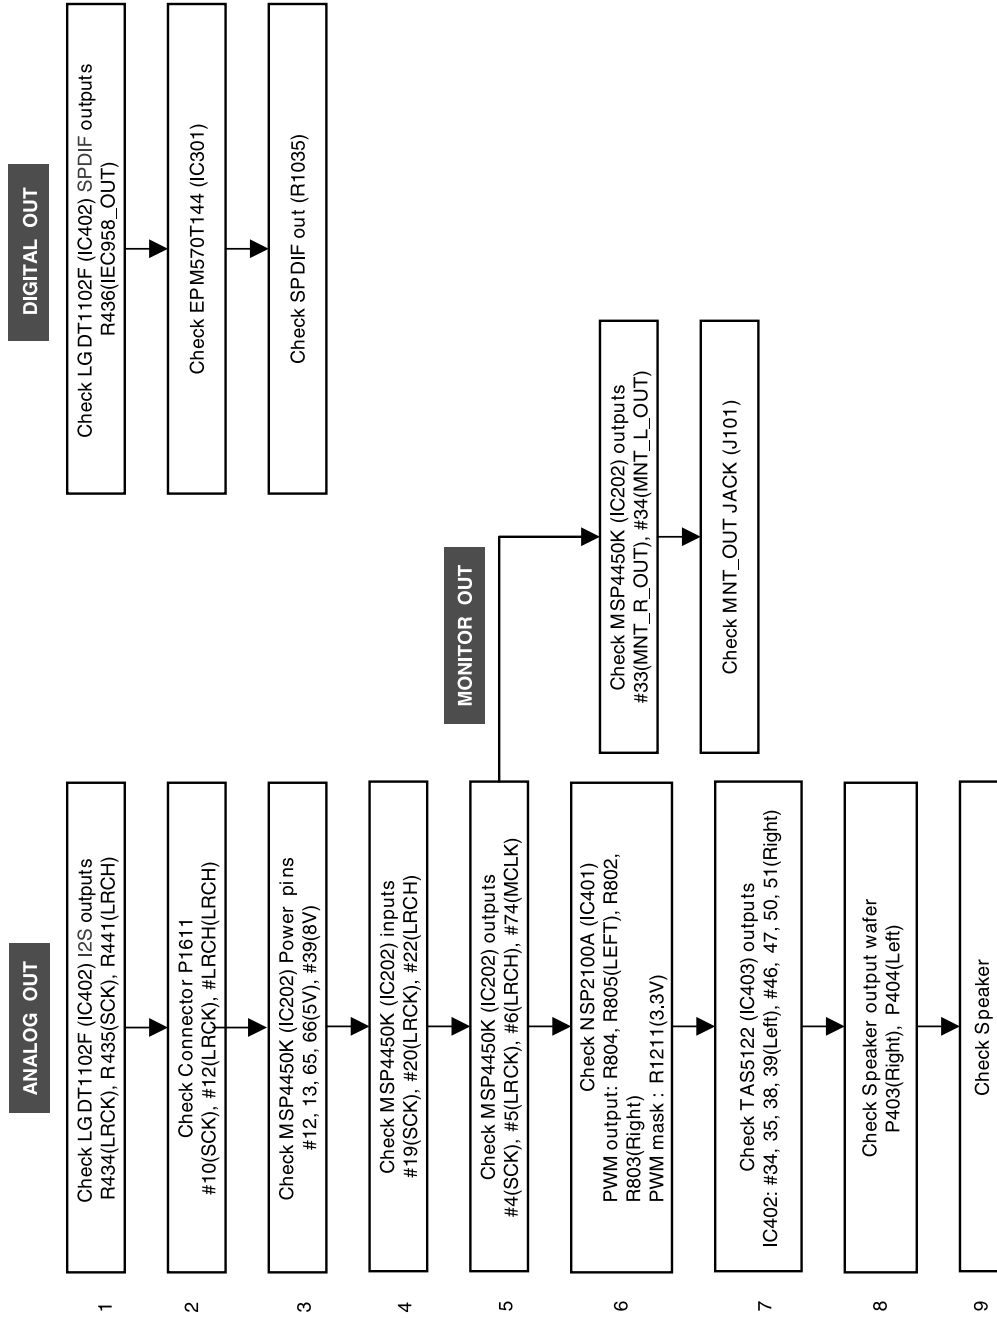 ANALOG OUT
1
Check LGDT1102F (IC402) I2S outputs
R434(LRCK), R435(SCK), R441(LRCH)
2
Check Connector P1611
#10(SCK), #12(LRCK), #LRCH(LRCH)
3
Check MSP4450K (IC202) Power pins
#12, 13, 65, 66(5V), #39(8V)
4
Check MSP4450K (IC202) inputs
#19(SCK), #20(LRCK), #22(LRCH)
5
Check MSP4450K (IC202) outputs
#4(SCK), #5(LRCK), #6(LRCH), #74(MCLK)
6
Check NSP2100A (IC401)
PWM output: R804, R805(LEFT), R802,
R803(Right)
PWM mask : R1211(3.3V)
7
Check TAS5122 (IC403) outputs
IC402: #34, 35, 38, 39(Left), #46, 47, 50, 51(Right)
8
Check Speaker output wafer
P403(Right), P404(Left)
9
Check Speaker
MONITOR OUT
Check MSP4450K (IC202) outputs
#33(MNT_R_OUT), #34(MNT_L_OUT)
Check MNT_OUT JACK (J101)
DIGITAL OUT
Check LGDT1102F (IC402) SPDIF outputs
R436(IEC958_OUT)
Check EPM570T144 (IC301)
Check SPDIF out (R1035)